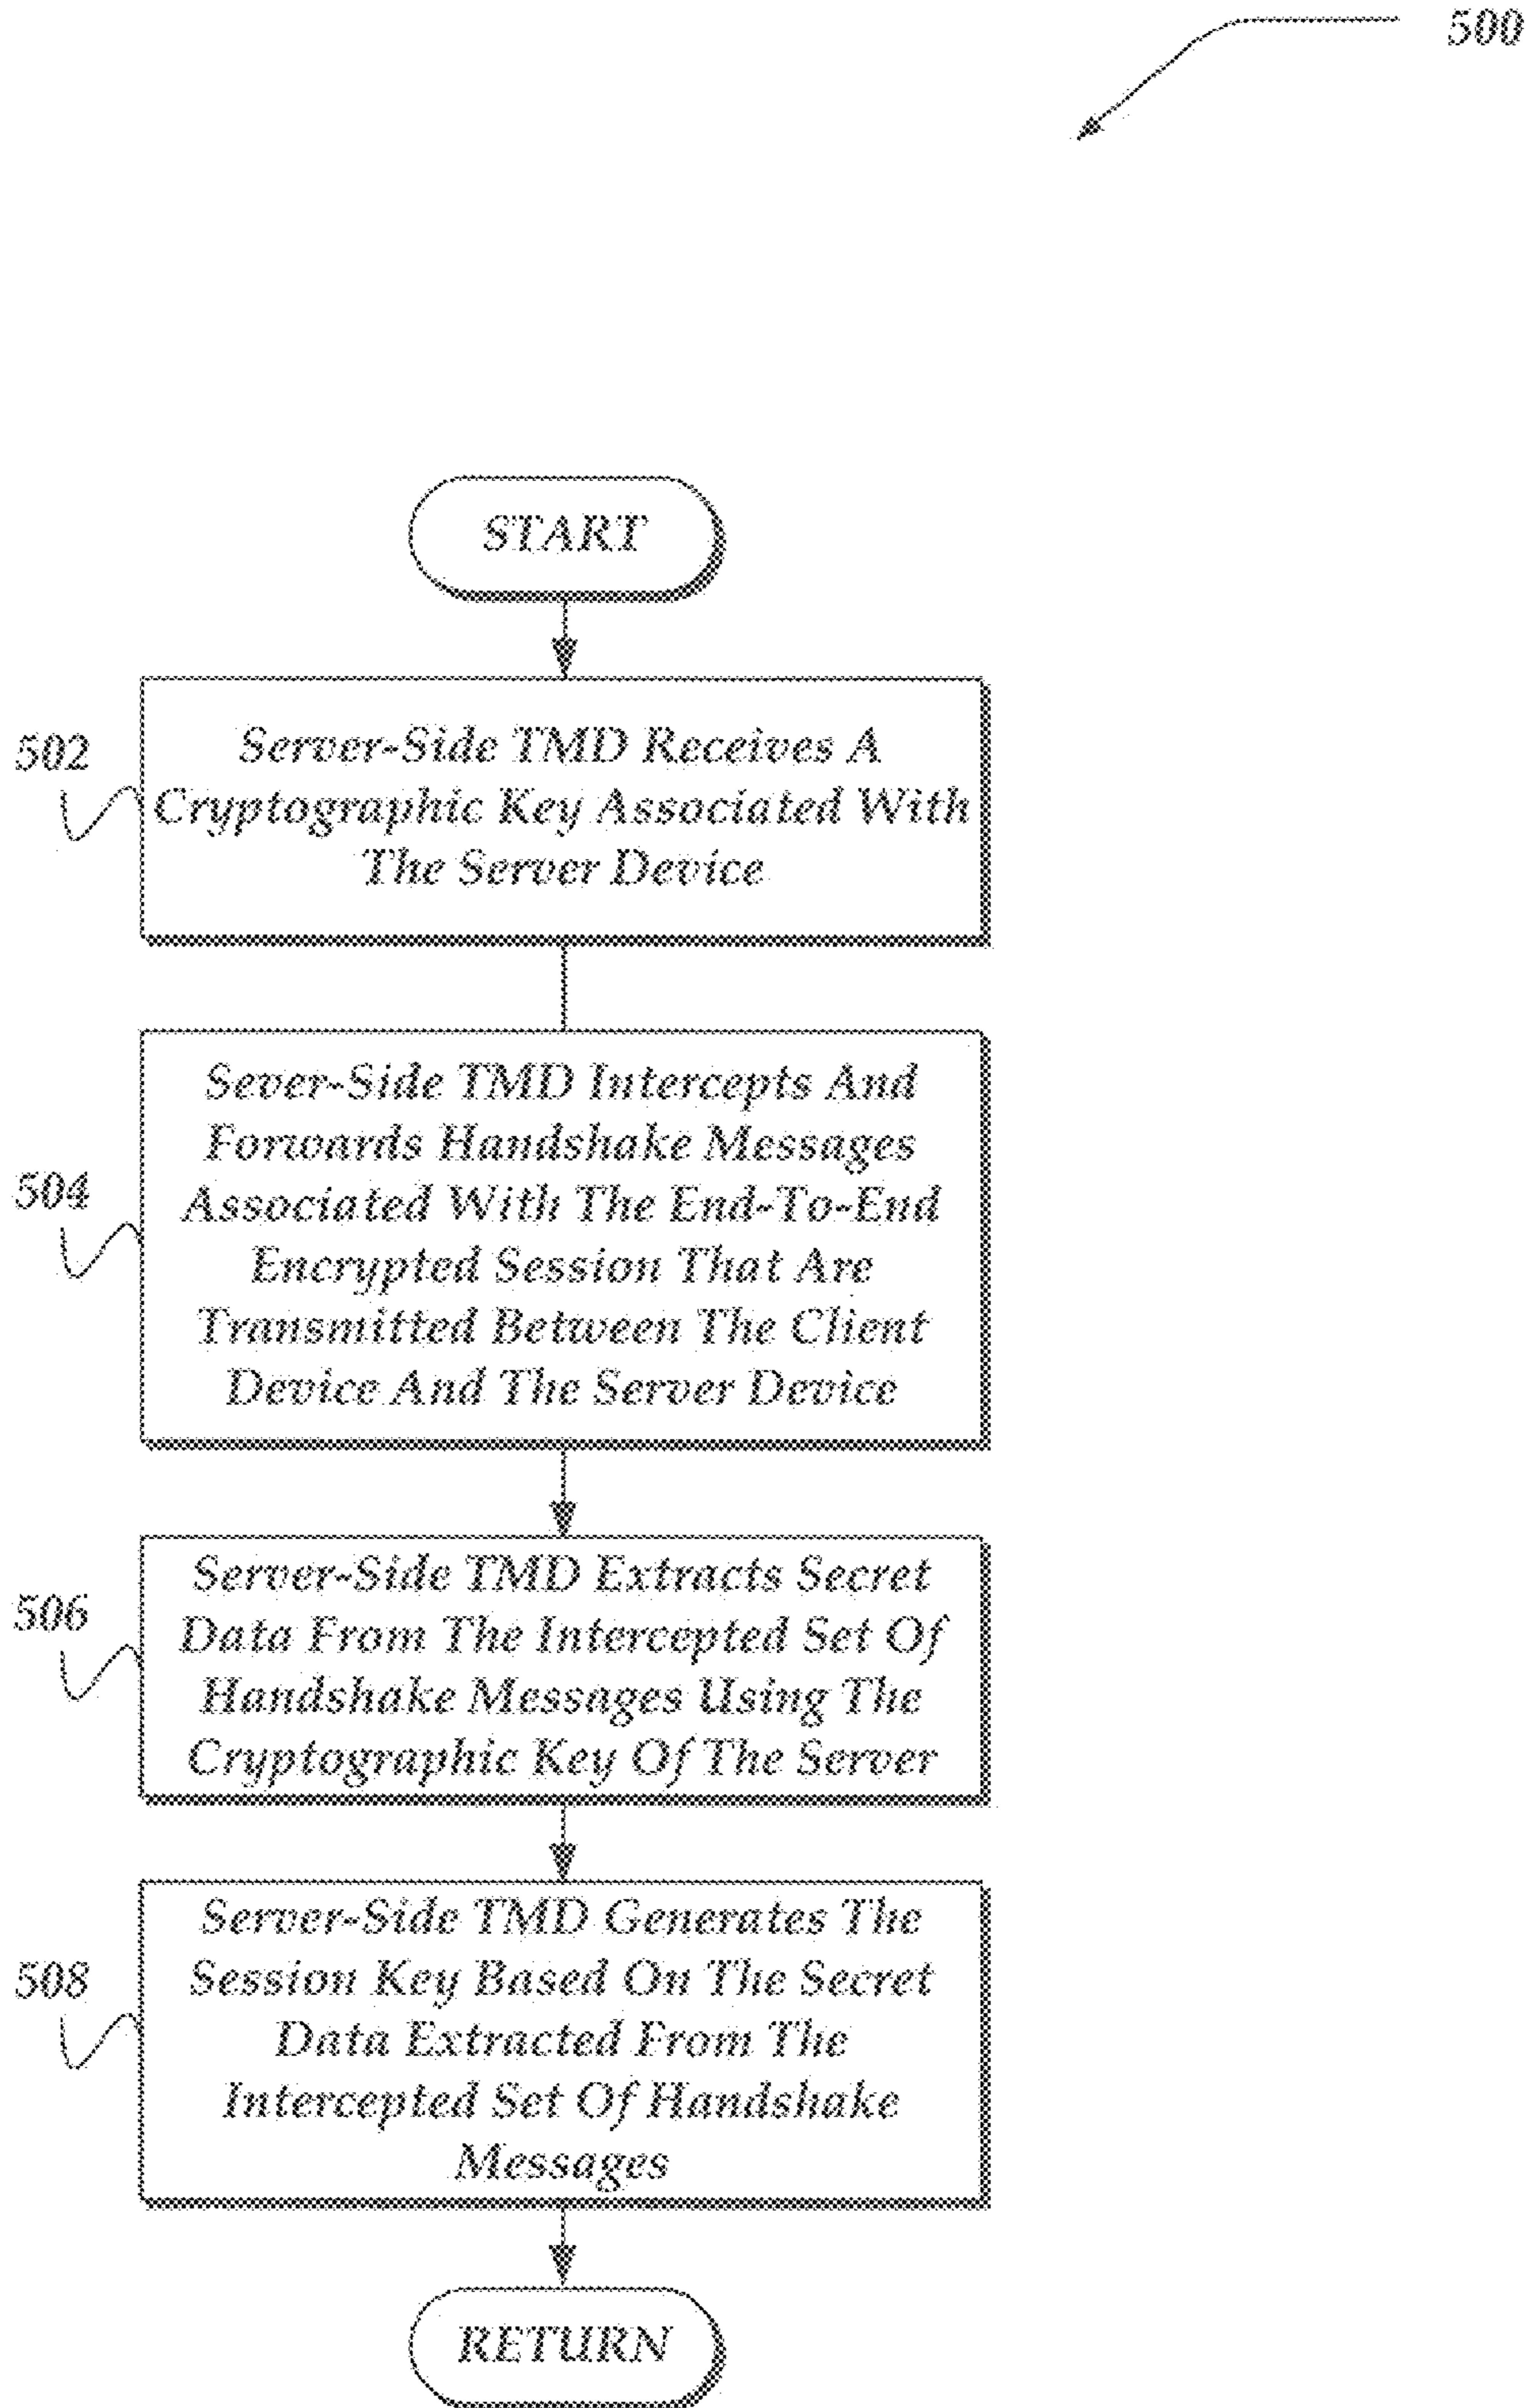 500
START
502
Server-Side TMD Receives A
Cryptographic Key Associated With
The Server Device
504
Sever-Side TMD Intercepts And
Forwards Handshake Messages
Associated With The End-To-End
Encrypted Session That Are
Transmitted Between The Client
Device And The Server Device
506
Server-Side TMD Extracts Secret
Data From The Intercepted Set Of
Handshake Messages Using The
Cryptographic Key Of The Server
508
Server-Side TMD Generates The
Session Key Based On The Secret
Data Extracted From The
Intercepted Set Of Handshake
Messages
RETURN